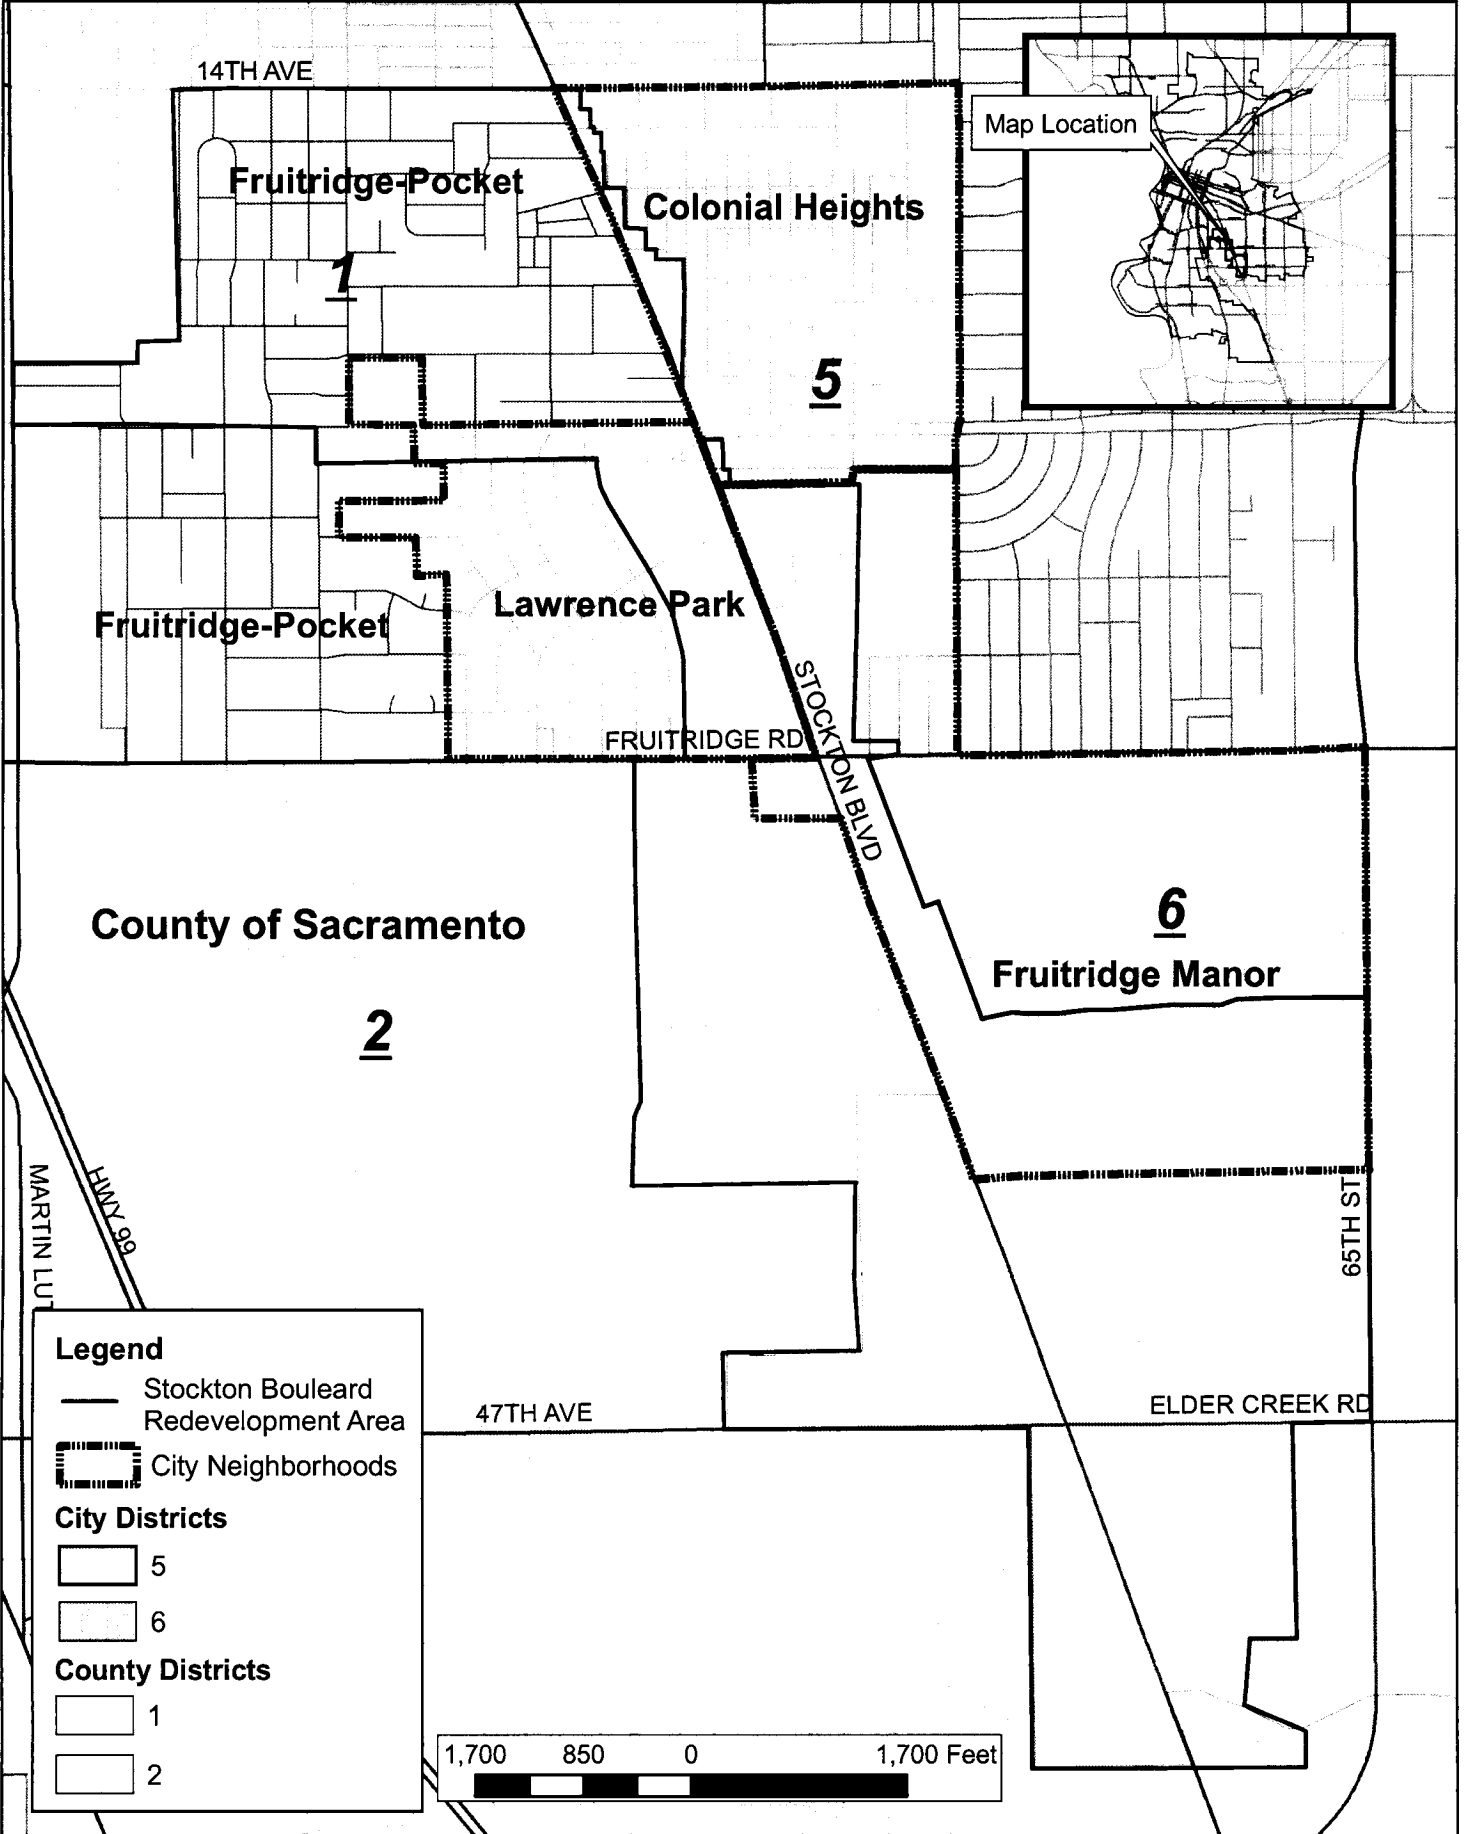 14TH AVE
Map Location
Fruitridge-Pocket
Colonial Heights
1
5
Lawrence Park
Fruitridge-Pocket
STOCKTON BLVD
FRUITRIDGE RD
County of Sacramento
6
Fruitridge Manor
2
HWY 99
MARTIN LUT
65TH ST
Legend
Stockton Bouleard
Redevelopment Area
City Neighborhoods
City Districts
5
6
County Districts
1
2
47TH AVE
ELDER CREEK RD
1,700 850 0 1,700 Feet